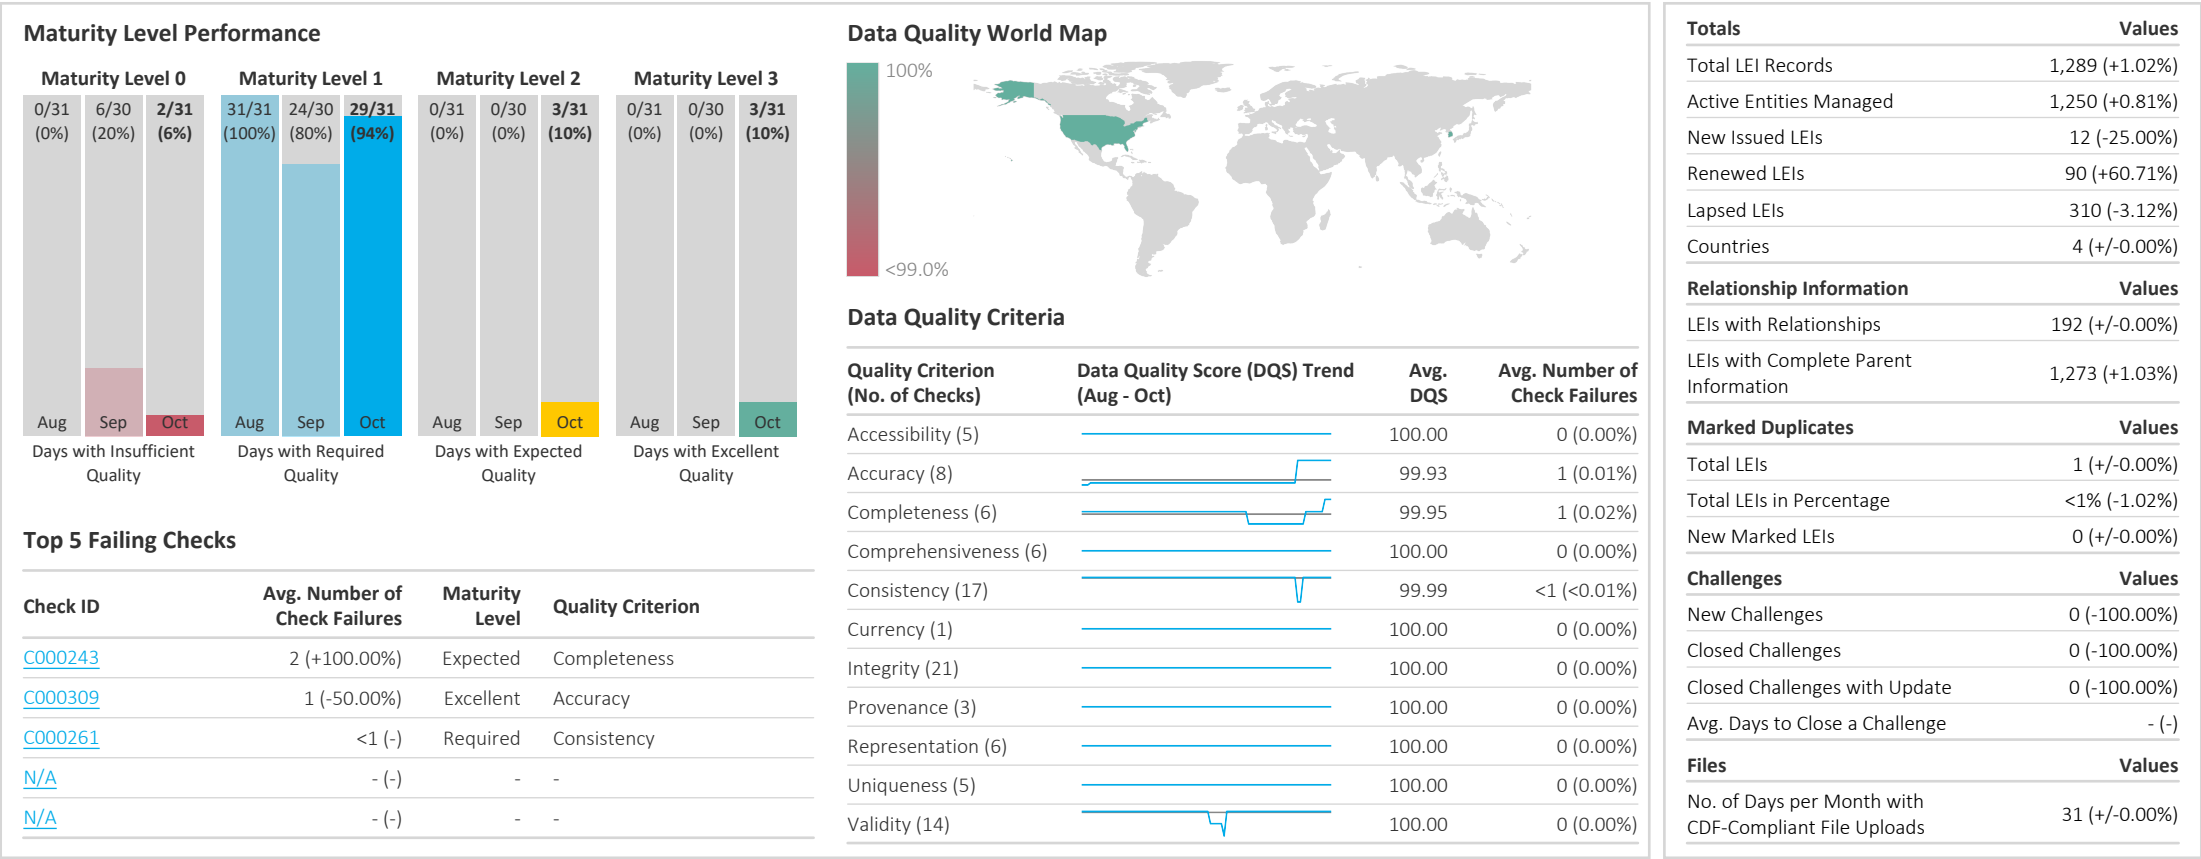 Maturity Level Performance
Maturity Level 0
Maturity Level 1
Maturity Level 2
Maturity Level 3
0/31
6/30
2/31
31/31
24/30
29/31
0/31
0/30
3/31
0/31
0/30
3/31
(0%)
(20%)
(6%)
(100%)
(80%)
(94%)
(0%)
(0%)
(10%)
(0%)
(0%)
(10%)
Aug
Sep
Oct
Aug
Sep
Oct
Aug
Sep
Oct
Aug
Sep
Oct
Days with Insufficient
Quality
Days with Required
Quality
Days with Expected
Quality
Days with Excellent
Quality
Top 5 Failing Checks
Check ID
Avg. Number of
Check Failures
Maturity
Level
Quality Criterion
C000243 2 (+100.00%) Expected Completeness
C000309 1 (-50.00%) Excellent Accuracy
C000261 <1 (-) Required Consistency
N/A - (-) - -
N/A - (-) - -
Data Quality World Map
100%
<99.0%
Data Quality Criteria
Quality Criterion
(No. of Checks)
Data Quality Score (DQS) Trend
(Aug - Oct)
Avg.
DQS
Avg. Number of
Check Failures
Accessibility (5) 100.00 0 (0.00%)
Accuracy (8) 99.93 1 (0.01%)
Completeness (6) 99.95 1 (0.02%)
Comprehensiveness (6) 100.00 0 (0.00%)
Consistency (17) 99.99 <1 (<0.01%)
Currency (1) 100.00 0 (0.00%)
Integrity (21) 100.00 0 (0.00%)
Provenance (3) 100.00 0 (0.00%)
Representation (6) 100.00 0 (0.00%)
Uniqueness (5) 100.00 0 (0.00%)
Validity (14) 100.00 0 (0.00%)
Totals Values
Total LEI Records 1,289 (+1.02%)
Active Entities Managed 1,250 (+0.81%)
New Issued LEIs 12 (-25.00%)
Renewed LEIs 90 (+60.71%)
Lapsed LEIs 310 (-3.12%)
Countries 4 (+/-0.00%)
Relationship Information Values
LEIs with Relationships 192 (+/-0.00%)
LEIs with Complete Parent
Information
1,273 (+1.03%)
Marked Duplicates Values
Total LEIs 1 (+/-0.00%)
Total LEIs in Percentage <1% (-1.02%)
New Marked LEIs 0 (+/-0.00%)
Challenges Values
New Challenges 0 (-100.00%)
Closed Challenges 0 (-100.00%)
Closed Challenges with Update 0 (-100.00%)
Avg. Days to Close a Challenge - (-)
Files Values
No. of Days per Month with
CDF-Compliant File Uploads
31 (+/-0.00%)